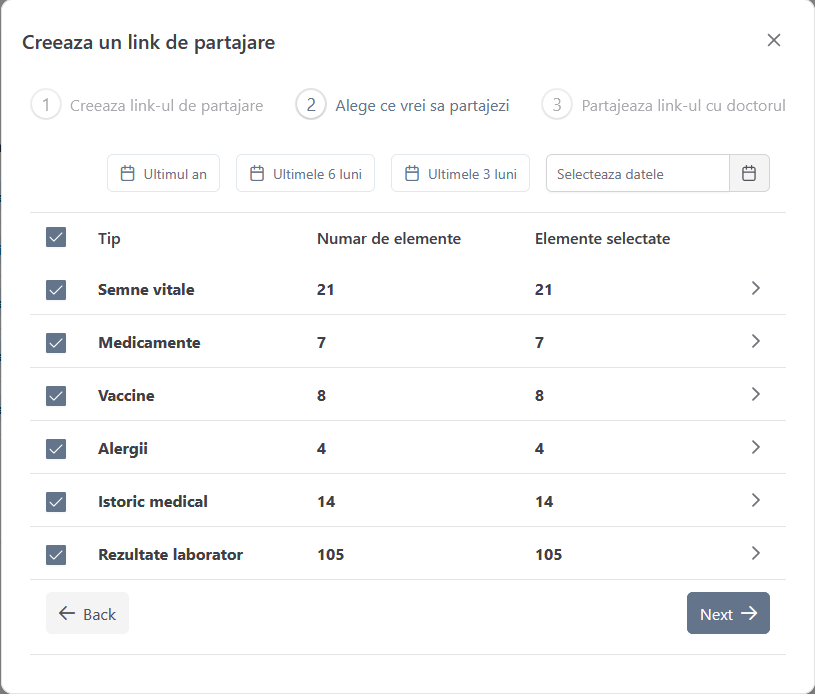 Creeaza un link de partajare
1 Creeaza link-ul de partajare 2 Alege ce vrei sa partajezi 3 Partajeaza link-ul cu doctorul
Ultimul an Ultimele 6 luni Ultimele 3 luni Selecteaza datele
Tip Numar de elemente Elemente selectate
Semne vitale 21 21
Medicamente 7 7
Vaccine 8 8
Alergii 4 4
Istoric medical 14 14
Rezultate laborator 105 105
Back Next